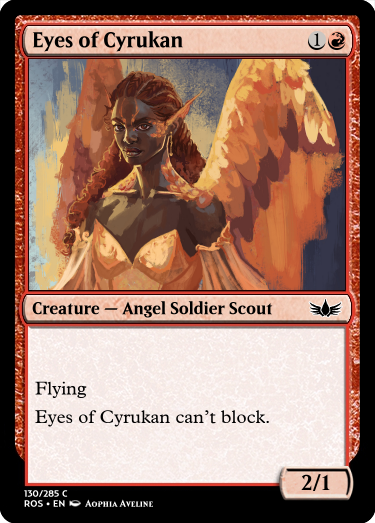 Eyes of Cyrukan 1
Creature — Angel Soldier Scout
Flying
Eyes of Cyrukan can't block.
2/1
130/285 C
ROS • EN Aophia Aveline